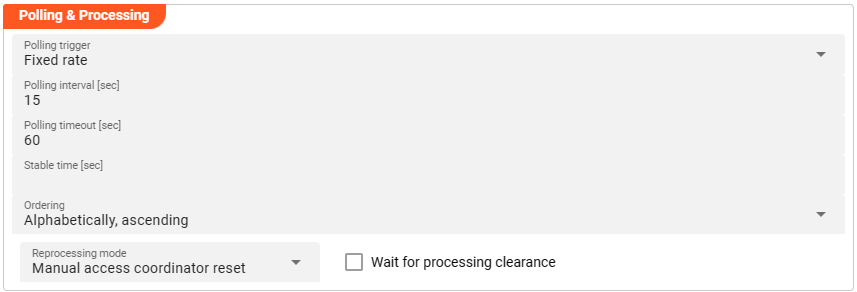 Polling & Processing
Polling trigger
Fixed rate
Polling interval [sec]
15
Polling timeout [sec]
60
Stable time [sec]
Ordering
Alphabetically, ascending
Reprocessing mode
Manual access coordinator reset
Wait for processing clearance